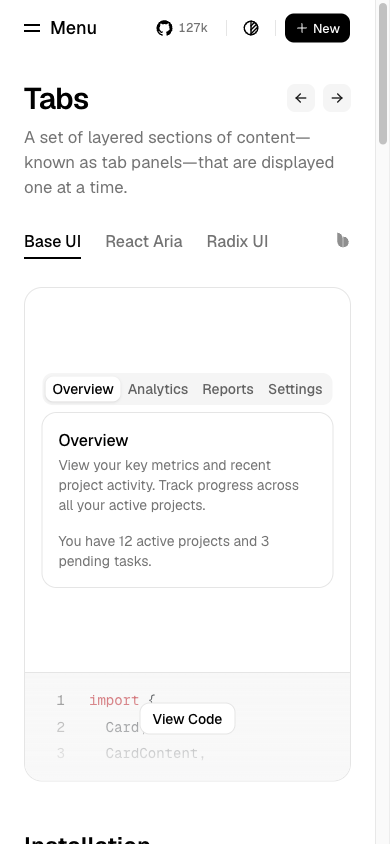 Menu
127k
New
Tabs
A set of layered sections of content—
known as tab panels—that are displayed
one at a time.
Base UI
React Aria
Radix UI
Overview
Analytics
Reports
Settings
Overview
View your key metrics and recent
project activity. Track progress across
all your active projects.
You have 12 active projects and 3
pending tasks.
1 import {
2 Card,
View Code
3 CardContent,
Installation